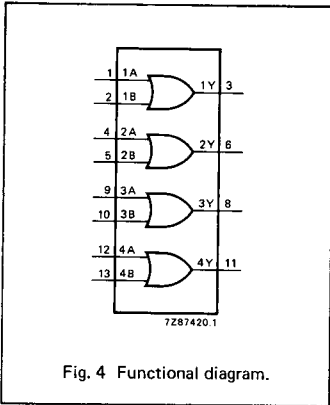 1 1A
2 1B
1Y 3
4 2A
5 2B
2Y 6
9 3A
10 3B
3Y 8
12 4A
13 4B
4Y 11
7Z87420.1
Fig. 4 Functional diagram.